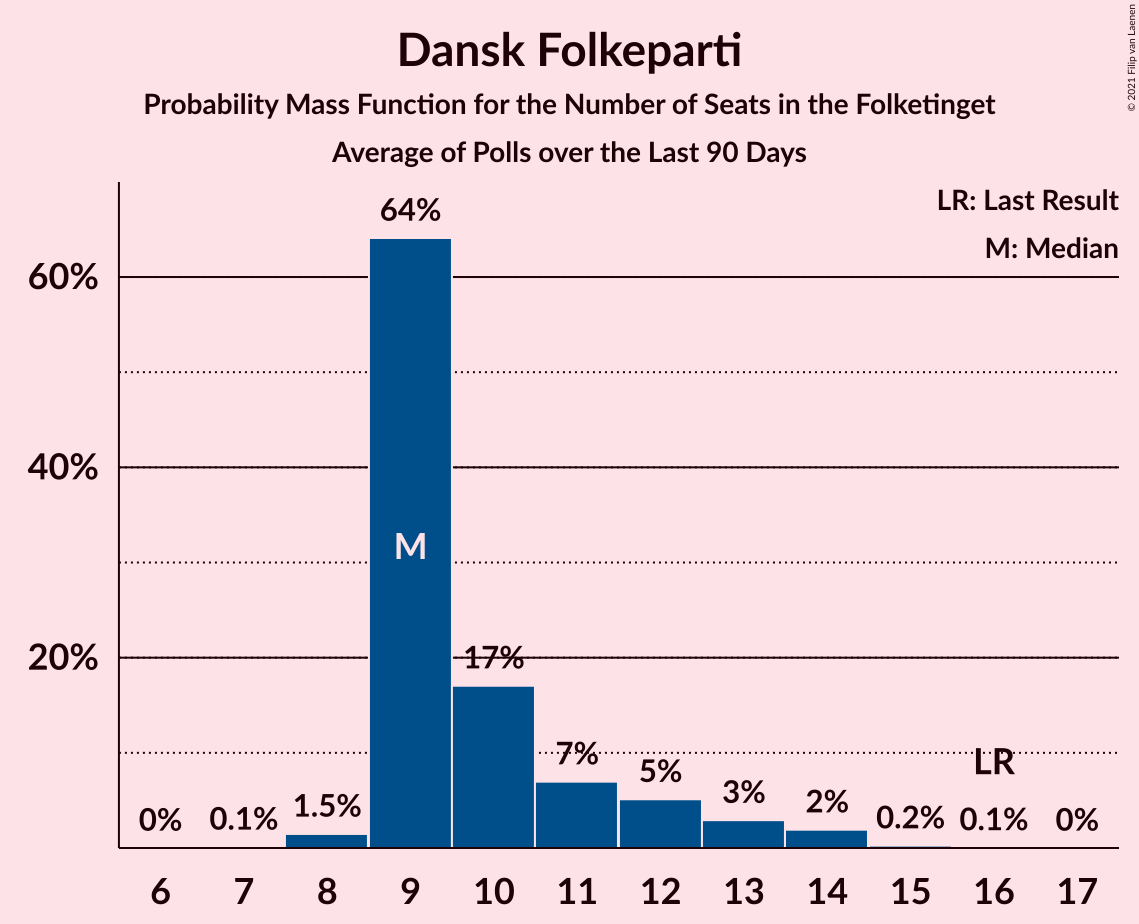 Dansk Folkeparti
Probability Mass Function for the Number of Seats in the Folketinget
Average of Polls over the Last 90 Days
© 2021 Filip van Laenen
LR: Last Result
M: Median
64%
60%
40%
M
20%
17%
7%
5%
3%
2%
1.5%
0%
0.1%
0.2%
LR
0.1%
0%
6 7 8 9 10 11 12 13 14 15 16 17